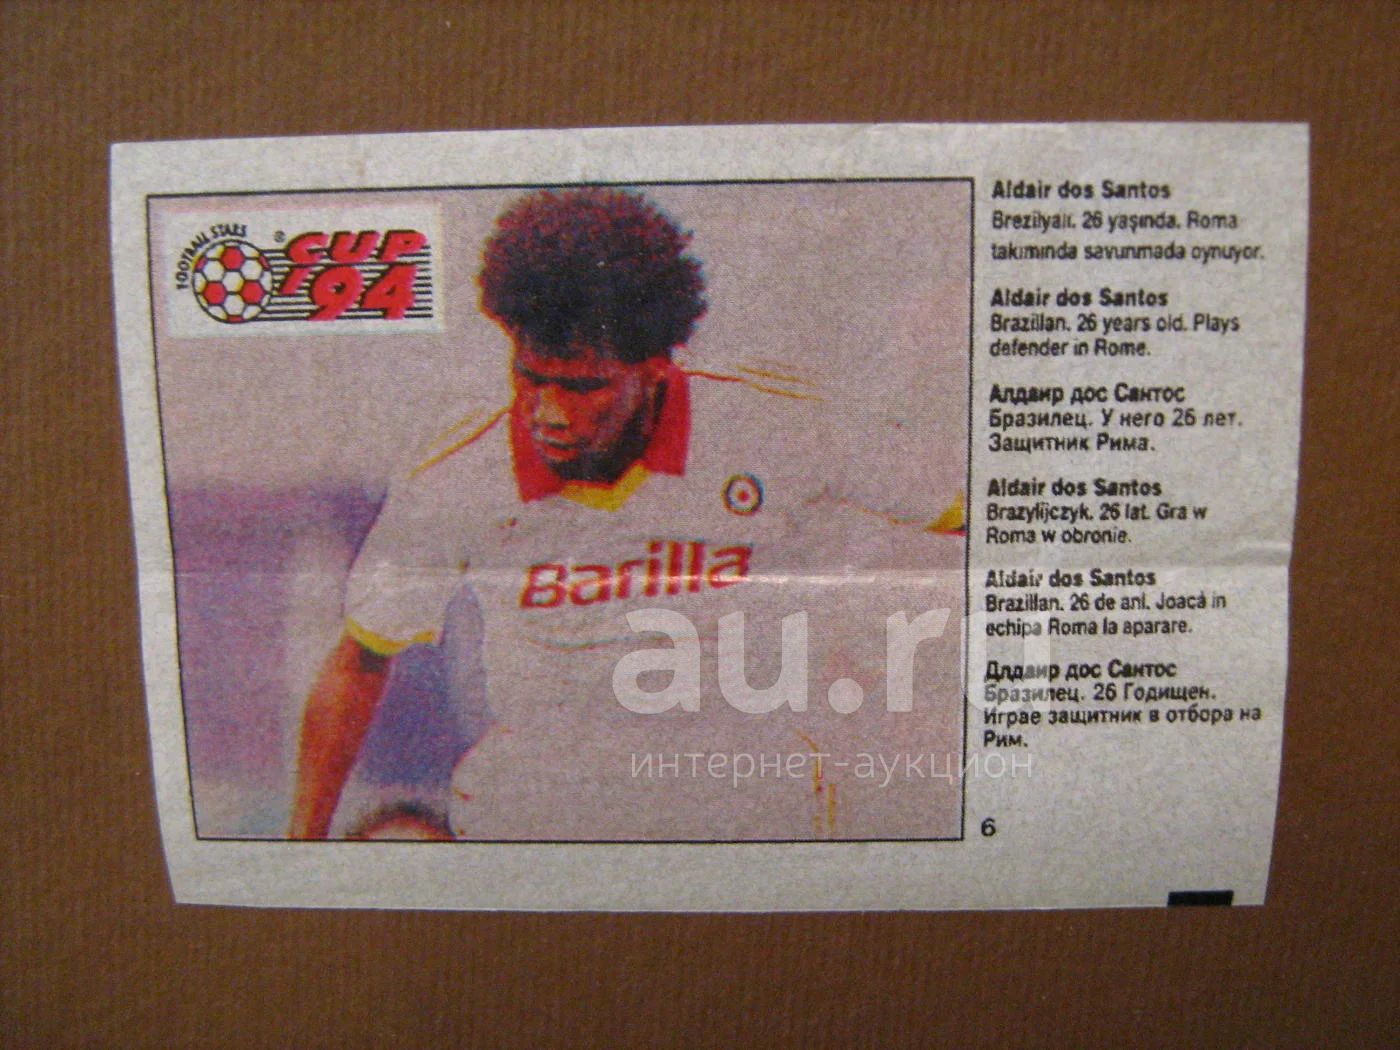 FOOTBALL STARS
® CUP
'94
Barilla
Aldair dos Santos
Brezilyalı. 26 yaşında. Roma
takımında savunmada oynuyor.
Aldair dos Santos
Brazilian. 26 years old. Plays
defender in Rome.
Алдаир дос Сантос
Бразилец. У него 26 лет.
Защитник Рима.
Aldair dos Santos
Brazylijczyk. 26 lat. Gra w
Roma w obronie.
Aldair dos Santos
Brazilian. 26 de ani. Joacă in
echipa Roma la aparare.
Длдаир дос Сантос
Бразилец. 26 Годищен.
Играе защитник в отбора на
Рим.
6
au.ru
интернет-аукцион